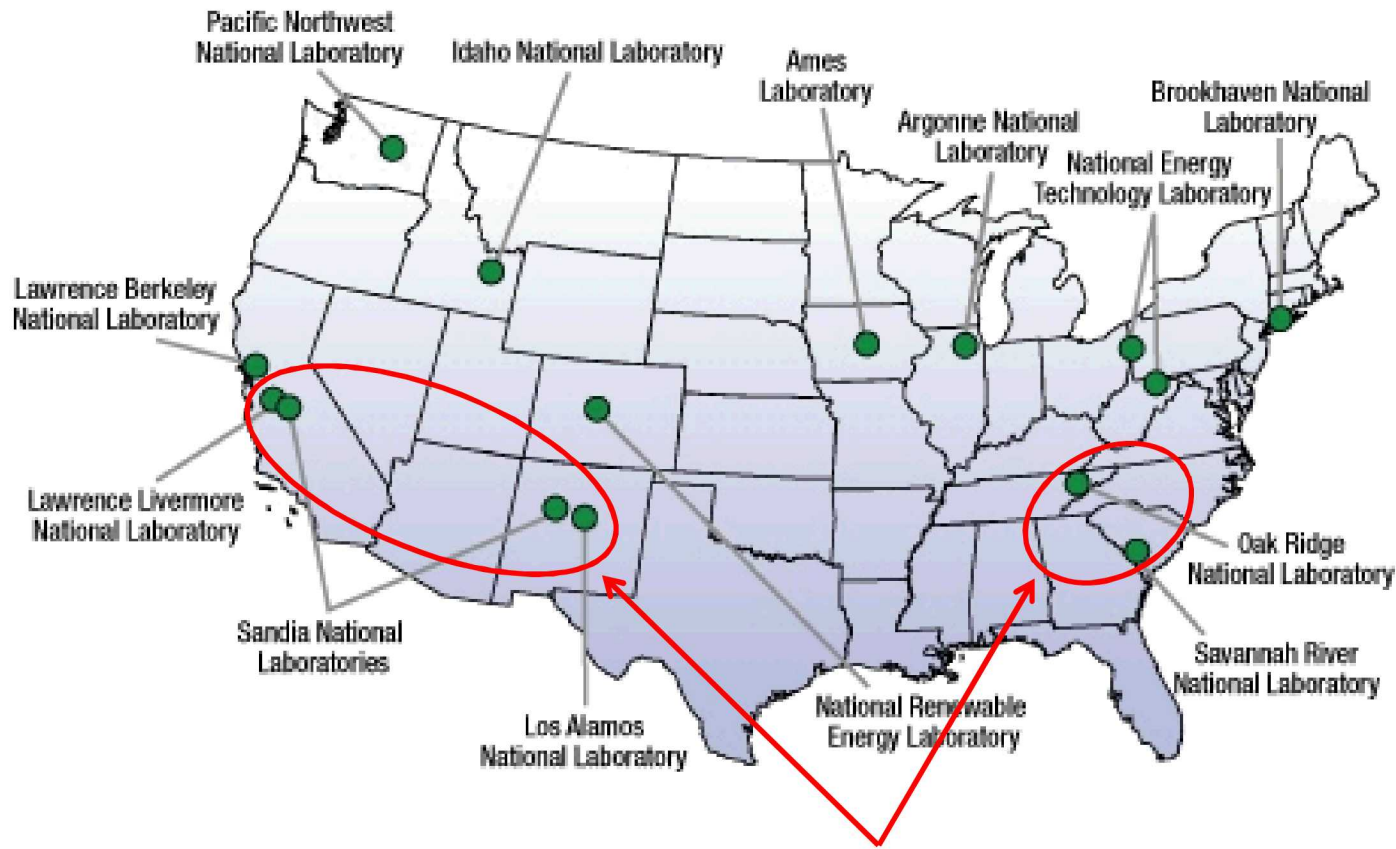 Pacific Northwest
National Laboratory
Idaho National Laboratory
Ames
Laboratory
Argonne National
Laboratory
Brookhaven National
Laboratory
National Energy
Technology Laboratory
Lawrence Berkeley
National Laboratory
Lawrence Livermore
National Laboratory
Sandia National
Laboratories
Los Alamos
National Laboratory
National Renewable
Energy Laboratory
Oak Ridge
National Laboratory
Savannah River
National Laboratory